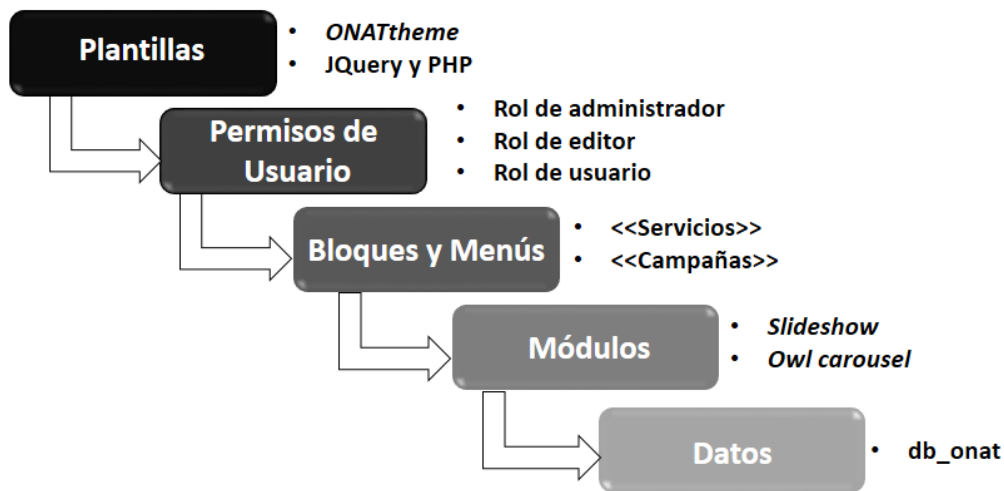 Plantillas
• ONATtheme
• JQuery y PHP
Permisos de
Usuario
• Rol de administrador
• Rol de editor
• Rol de usuario
Bloques y Menús
• <<Servicios>>
• <<Campañas>>
Módulos
• Slideshow
• Owl carousel
Datos
• db_onat